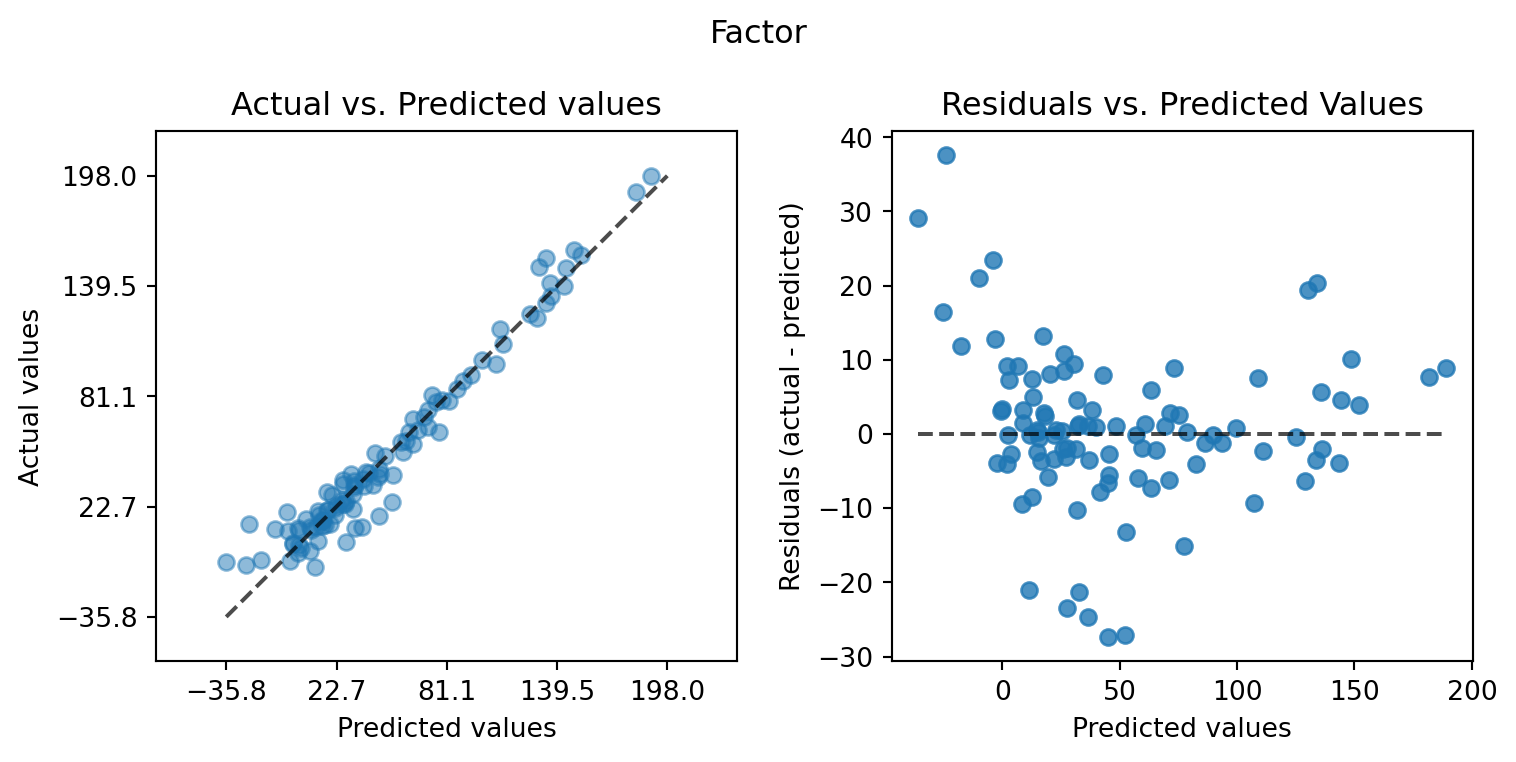 Factor
Actual vs. Predicted values
Actual values
198.0
139.5
81.1
22.7
−35.8
−35.8 22.7 81.1 139.5 198.0
Predicted values
Residuals vs. Predicted Values
Residuals (actual - predicted)
40
30
20
10
0
−10
−20
−30
0 50 100 150 200
Predicted values